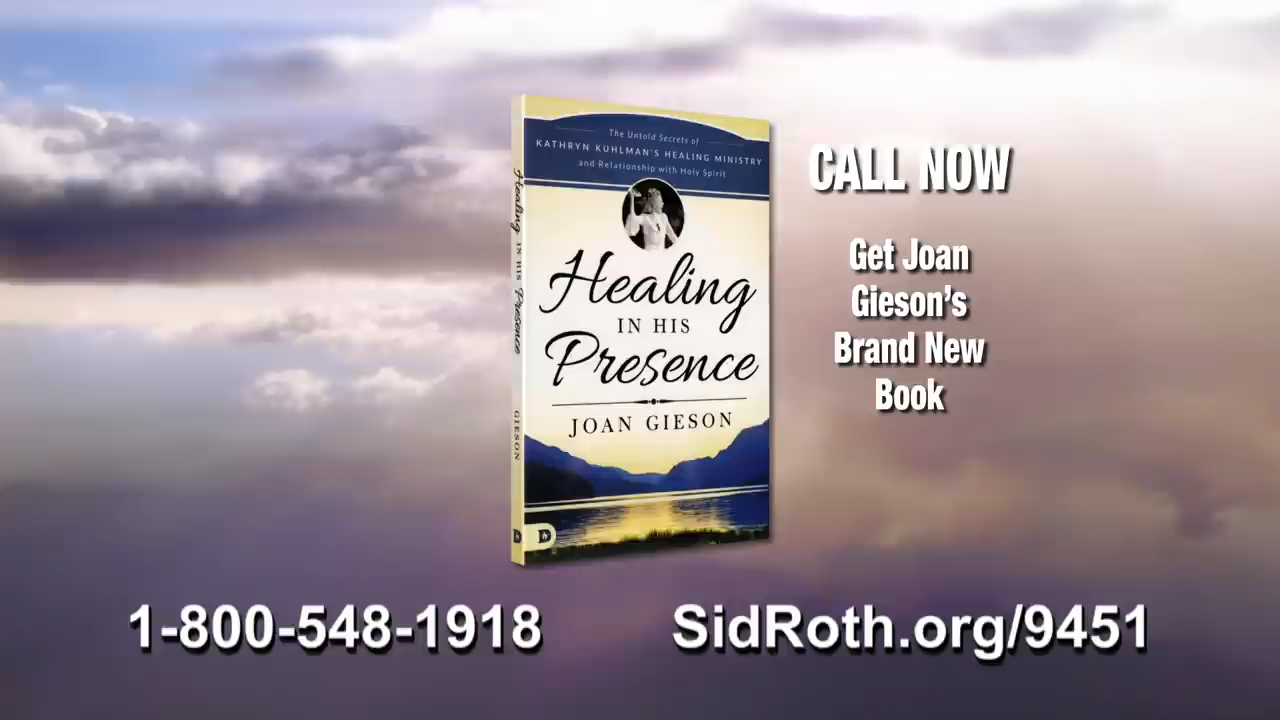 The Untold Secrets of
KATHRYN KUHLMAN'S HEALING MINISTRY
and Relationship with Holy Spirit
Healing
IN HIS
Presence
JOAN GIESON
Healing IN HIS Presence
GIESON
D
D
CALL NOW
Get Joan
Gieson's
Brand New
Book
1-800-548-1918
SidRoth.org/9451